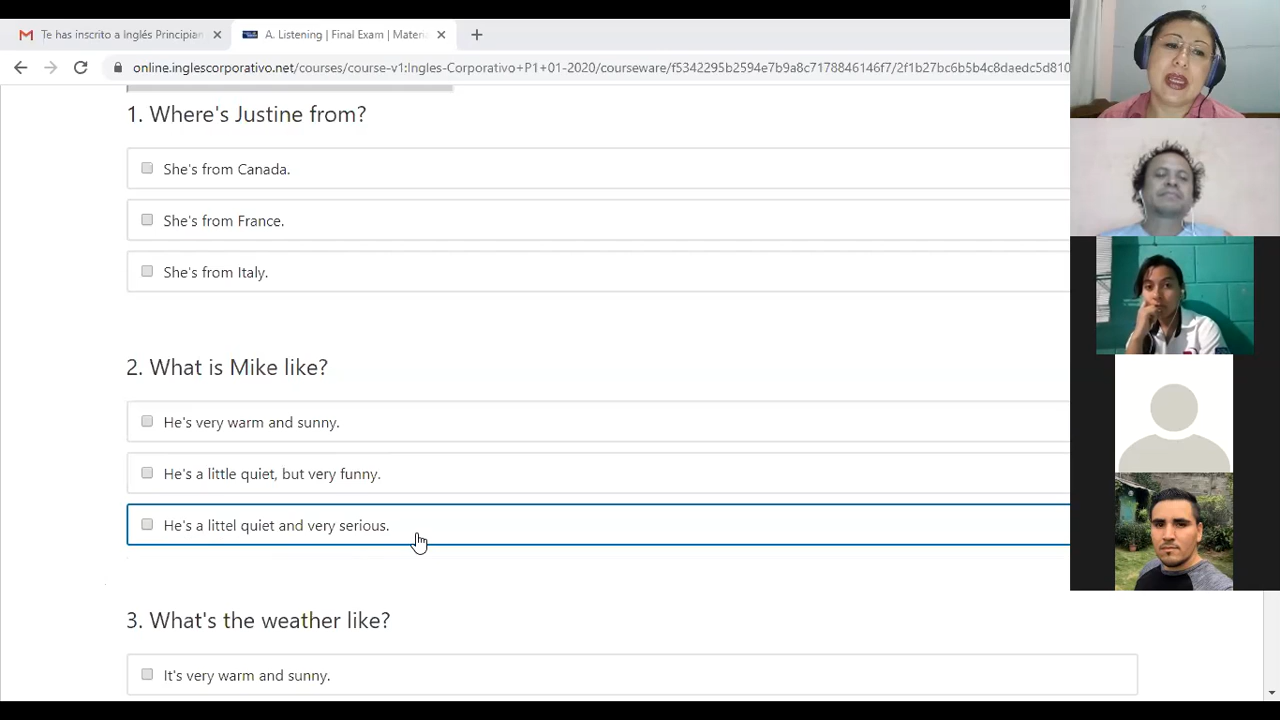 Te has inscrito a Inglés Principian
A. Listening | Final Exam | Materi
online.inglescorporativo.net/courses/course-v1:Ingles-Corporativo+P1+01-2020/courseware/f5342295b2594e7b9a8c7178846146f7/2f1b27bc6b5b4c8daedc5d810
1. Where's Justine from?
She's from Canada.
She's from France.
She's from Italy.
2. What is Mike like?
He's very warm and sunny.
He's a little quiet, but very funny.
He's a littel quiet and very serious.
3. What's the weather like?
It's very warm and sunny.